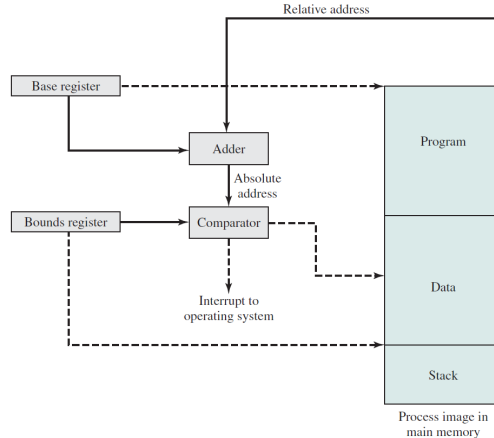 Relative address
Base register
Program
Adder
Absolute
address
Bounds register
Comparator
Data
Interrupt to
operating system
Stack
Process image in
main memory